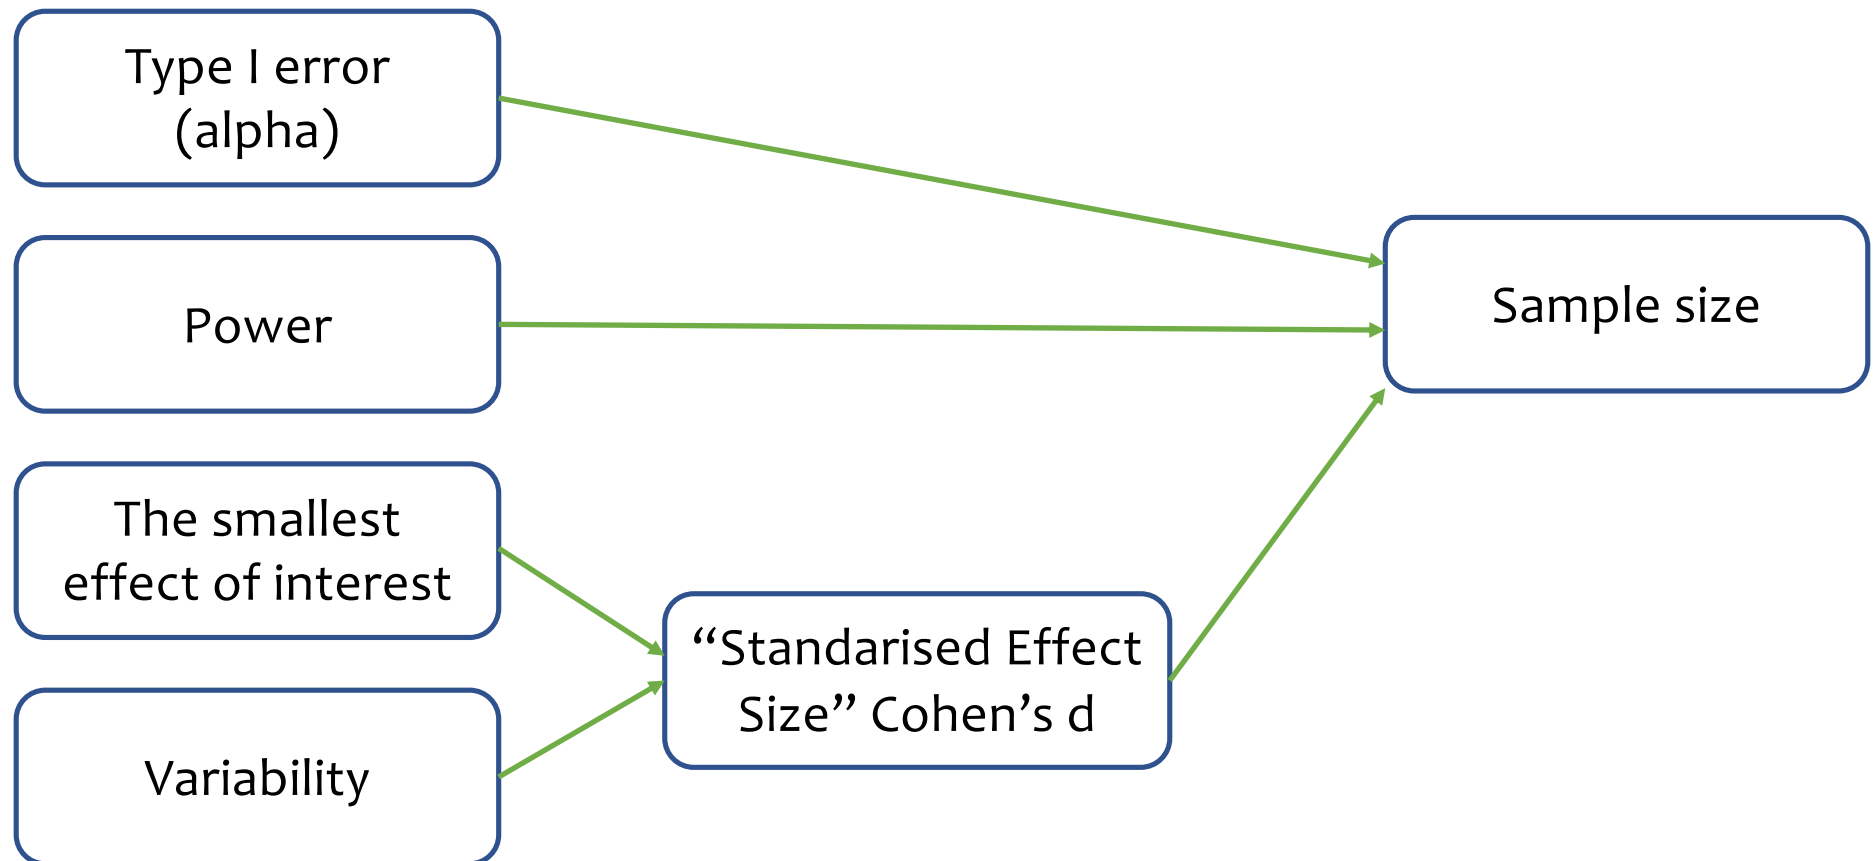 Type I error
(alpha)
Power
The smallest
effect of interest
Variability
“Standarised Effect
Size” Cohen’s d
Sample size